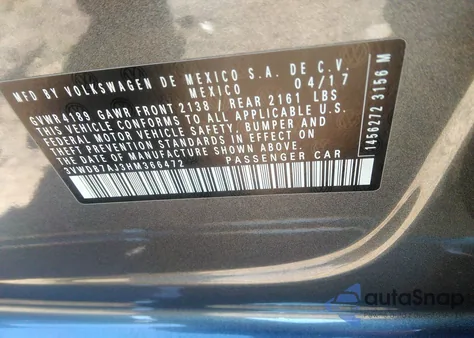 MFD BY VOLKSWAGEN DE MEXICO S.A. DE C.V.
MEXICO 04/17
GVWR 4189 GAWR FRONT 2138 / REAR 2161 LBS
THIS VEHICLE CONFORMS TO ALL APPLICABLE U.S.
FEDERAL MOTOR VEHICLE SAFETY, BUMPER AND
THEFT PREVENTION STANDARDS IN EFFECT ON
THE DATE OF MANUFACTURE SHOWN ABOVE.
3VWDB7AJ3HM366472 PASSENGER CAR
1456272 3156 M
autoSnap